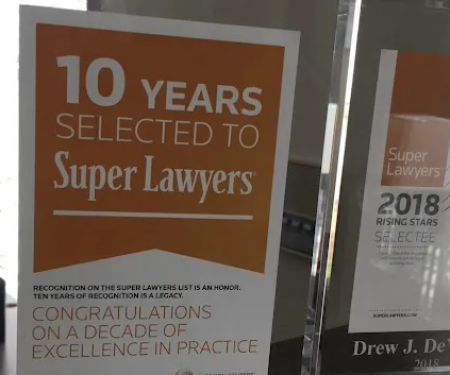 10 YEARS
SELECTED TO
Super Lawyers
RECOGNITION ON THE SUPER LAWYERS LIST IS AN HONOR.
TEN YEARS OF RECOGNITION IS A LEGACY.
CONGRATULATIONS
ON A DECADE OF
EXCELLENCE IN PRACTICE
Super
Lawyers
2018
RISING STARS
SELECTEE
SUPERLAWYERS.COM
Drew J. De
2018